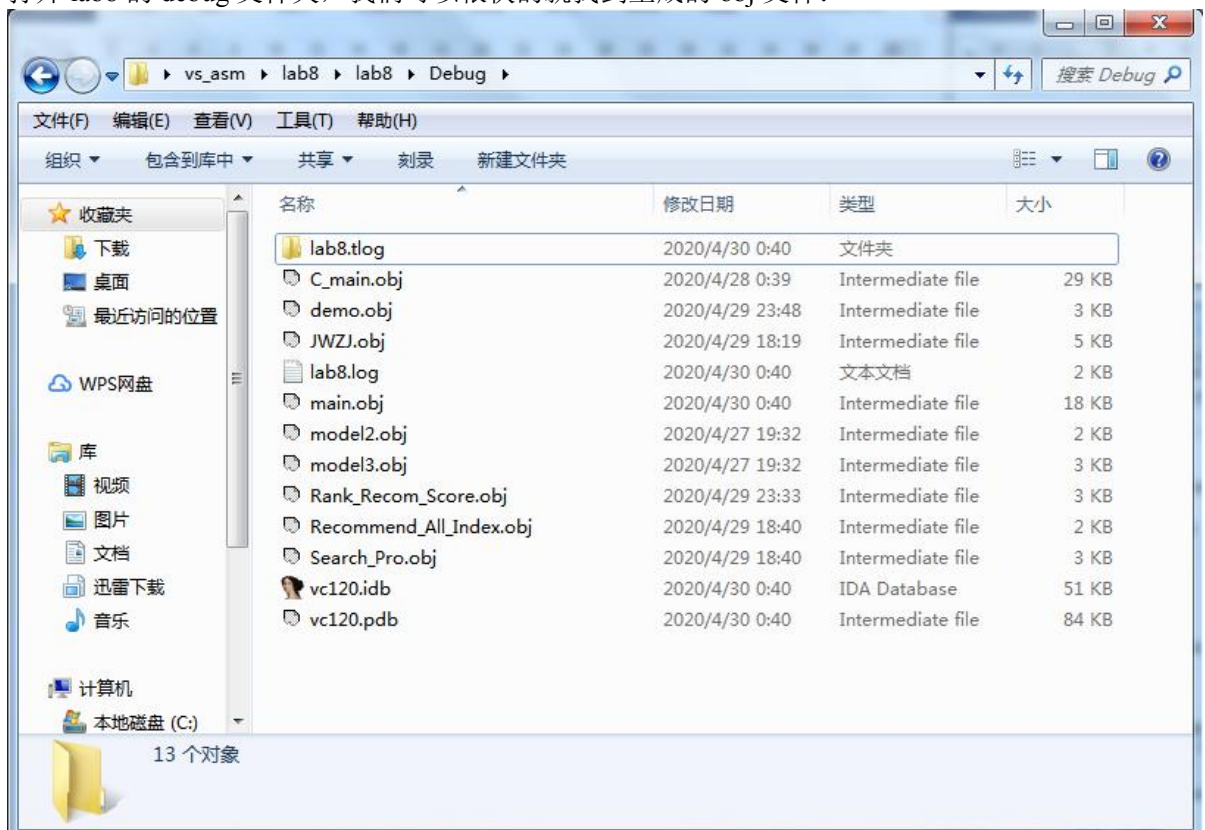 vs_asm ▸ lab8 ▸ lab8 ▸ Debug ▸
搜索 Debug
文件(F) 编辑(E) 查看(V) 工具(T) 帮助(H)
组织 包含到库中 共享 刻录 新建文件夹
收藏夹
下载
桌面
最近访问的位置
WPS网盘
库
视频
图片
文档
迅雷下载
音乐
计算机
本地磁盘 (C:)
名称 修改日期 类型 大小
lab8.tlog 2020/4/30 0:40 文件夹
C_main.obj 2020/4/28 0:39 Intermediate file 29 KB
demo.obj 2020/4/29 23:48 Intermediate file 3 KB
JWZJ.obj 2020/4/29 18:19 Intermediate file 5 KB
lab8.log 2020/4/30 0:40 文本文档 2 KB
main.obj 2020/4/30 0:40 Intermediate file 18 KB
model2.obj 2020/4/27 19:32 Intermediate file 2 KB
model3.obj 2020/4/27 19:32 Intermediate file 3 KB
Rank_Recom_Score.obj 2020/4/29 23:33 Intermediate file 3 KB
Recommend_All_Index.obj 2020/4/29 18:40 Intermediate file 2 KB
Search_Pro.obj 2020/4/29 18:40 Intermediate file 3 KB
vc120.idb 2020/4/30 0:40 IDA Database 51 KB
vc120.pdb 2020/4/30 0:40 Intermediate file 84 KB
13 个对象